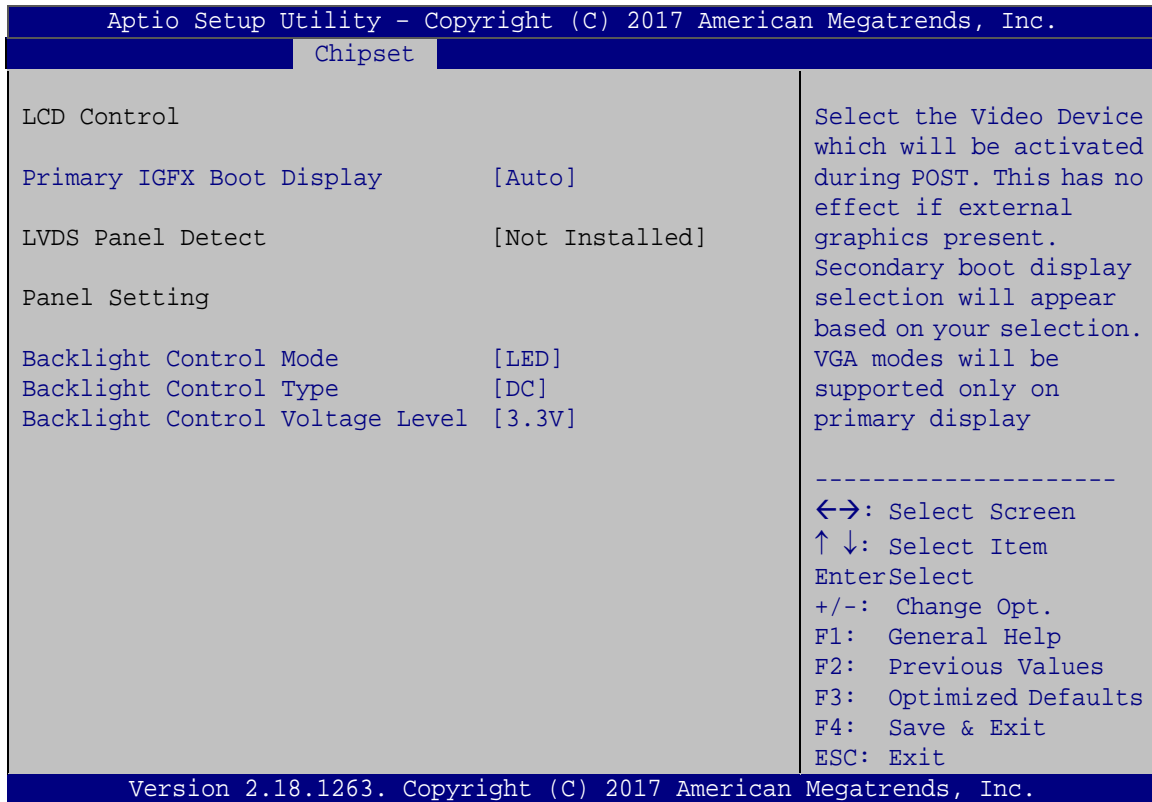 Aptio Setup Utility – Copyright (C) 2017 American Megatrends, Inc.
Chipset
LCD Control
Primary IGFX Boot Display [Auto]
LVDS Panel Detect [Not Installed]
Panel Setting
Backlight Control Mode [LED]
Backlight Control Type [DC]
Backlight Control Voltage Level [3.3V]
Select the Video Device
which will be activated
during POST. This has no
effect if external
graphics present.
Secondary boot display
selection will appear
based on your selection.
VGA modes will be
supported only on
primary display
---------------------
←→: Select Screen
↑ ↓: Select Item
EnterSelect
+/-: Change Opt.
F1: General Help
F2: Previous Values
F3: Optimized Defaults
F4: Save & Exit
ESC: Exit
Version 2.18.1263. Copyright (C) 2017 American Megatrends, Inc.